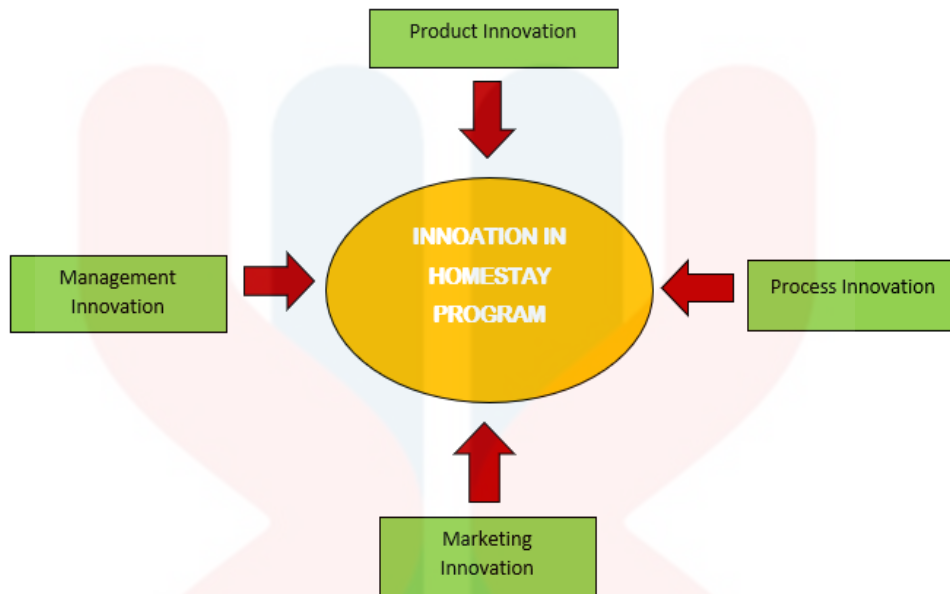 Product Innovation
INNOATION IN
HOMESTAY
PROGRAM
Management
Innovation
Process Innovation
Marketing
Innovation